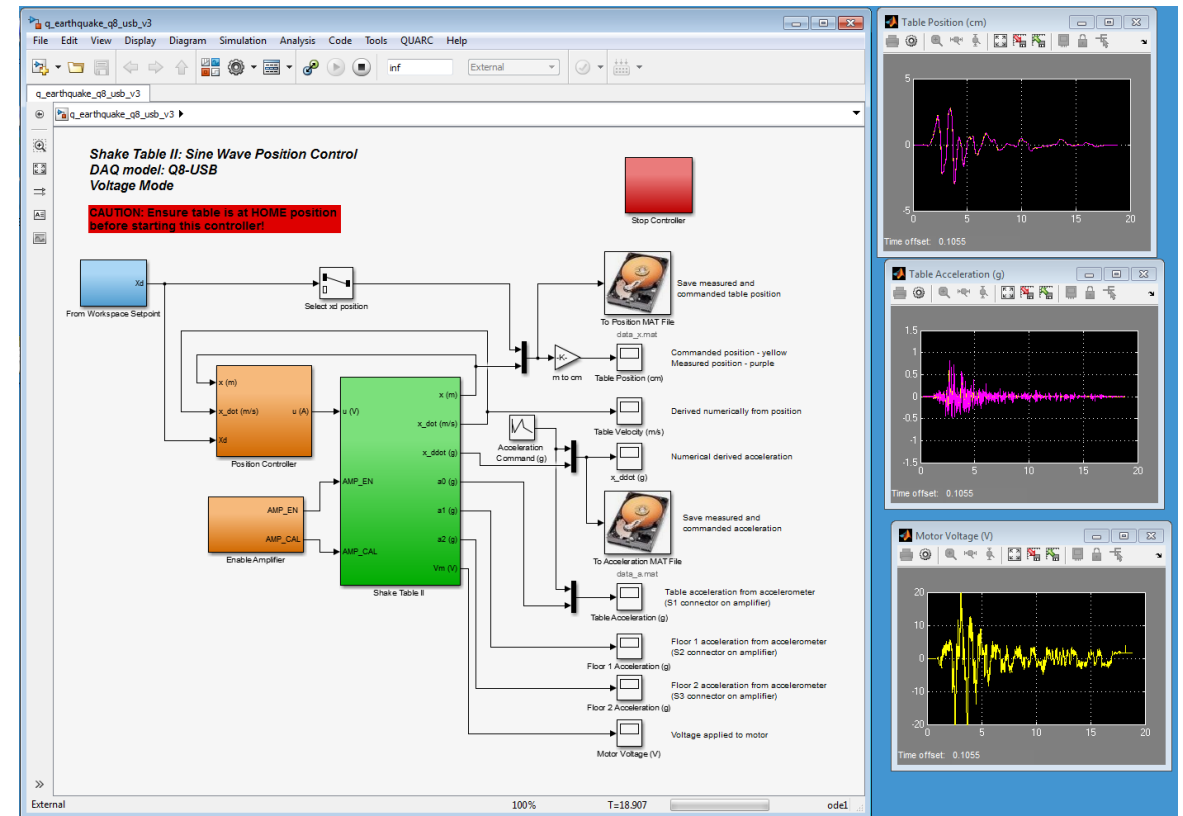 q_earthquake_q8_usb_v3
File Edit View Display Diagram Simulation Analysis Code Tools QUARC Help
inf External
q_earthquake_q8_usb_v3
q_earthquake_q8_usb_v3
Shake Table II: Sine Wave Position Control
DAQ model: Q8-USB
Voltage Mode
CAUTION: Ensure table is at HOME position
before starting this controller!
Stop Controller
Xd
From Workspace Setpoint
Select xd position
Save measured and
commanded table position
To Position MAT File
data_x.mat
-K-
m to cm
Table Position (cm)
Commanded position - yellow
Measured position - purple
x (m)
x_dot (m/s)
Xd
u (A)
Position Controller
u (V)
AMP_EN
AMP_CAL
x (m)
x_dot (m/s)
x_ddot (g)
a0 (g)
a1 (g)
a2 (g)
Vm (V)
Shake Table II
AMP_EN
AMP_CAL
Enable Amplifier
Table Velocity (m/s)
Derived numerically from position
Acceleration
Command (g)
x_ddot (g)
Numerical derived acceleration
Save measured and
commanded acceleration
To Acceleration MAT File
data_a.mat
Table Acceleration (g)
Table acceleration from accelerometer
(S1 connector on amplifier)
Floor 1 Acceleration (g)
Floor 1 acceleration from accelerometer
(S2 connector on amplifier)
Floor 2 Acceleration (g)
Floor 2 acceleration from accelerometer
(S3 connector on amplifier)
Motor Voltage (V)
Voltage applied to motor
External 100% T=18.907 ode1
Table Position (cm)
5
0
-5
0 5 10 15 20
Time offset: 0.1055
Table Acceleration (g)
1.5
1
0.5
0
-0.5
-1
-1.5
0 5 10 15 20
Time offset: 0.1055
Motor Voltage (V)
20
10
0
-10
-20
0 5 10 15 20
Time offset: 0.1055